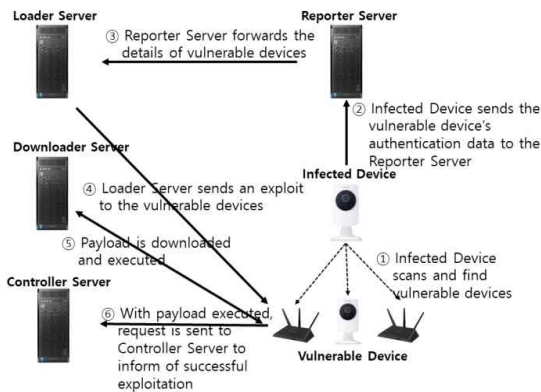 Loader Server
Reporter Server
③ Reporter Server forwards the
details of vulnerable devices
② Infected Device sends the
vulnerable device's
authentication data to the
Reporter Server
Downloader Server
Infected Device
④ Loader Server sends an exploit
to the vulnerable devices
⑤ Payload is downloaded
and executed
① Infected Device
scans and find
vulnerable devices
Controller Server
⑥ With payload executed,
request is sent to
Controller Server to
inform of successful
exploitation
Vulnerable Device